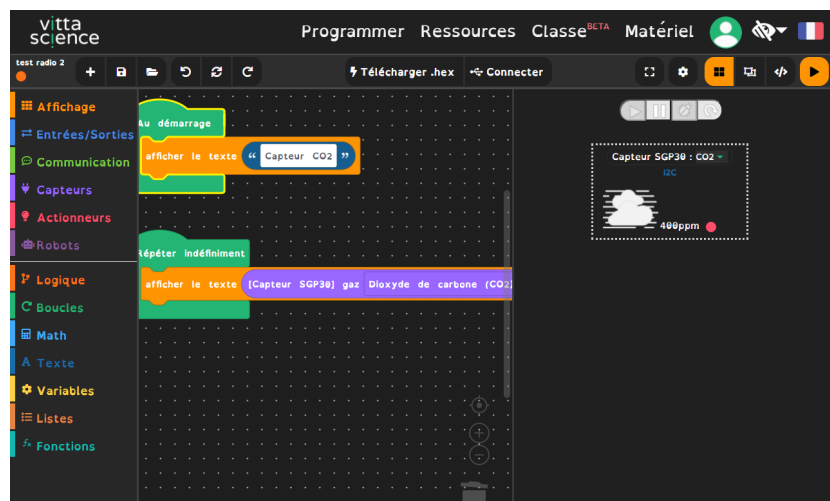 vitta
science
Programmer Ressources Classe BETA Matériel
test radio 2
Télécharger .hex Connecter
Affichage
Entrées/Sorties
Communication
Capteurs
Actionneurs
Robots
Logique
Boucles
Math
A Texte
Variables
Listes
fx Fonctions
Au démarrage
afficher le texte “ Capteur CO2 ”
Répéter indéfiniment
afficher le texte [Capteur SGP30] gaz Dioxyde de carbone (CO2)
Capteur SGP30 : CO2
I2C
400ppm